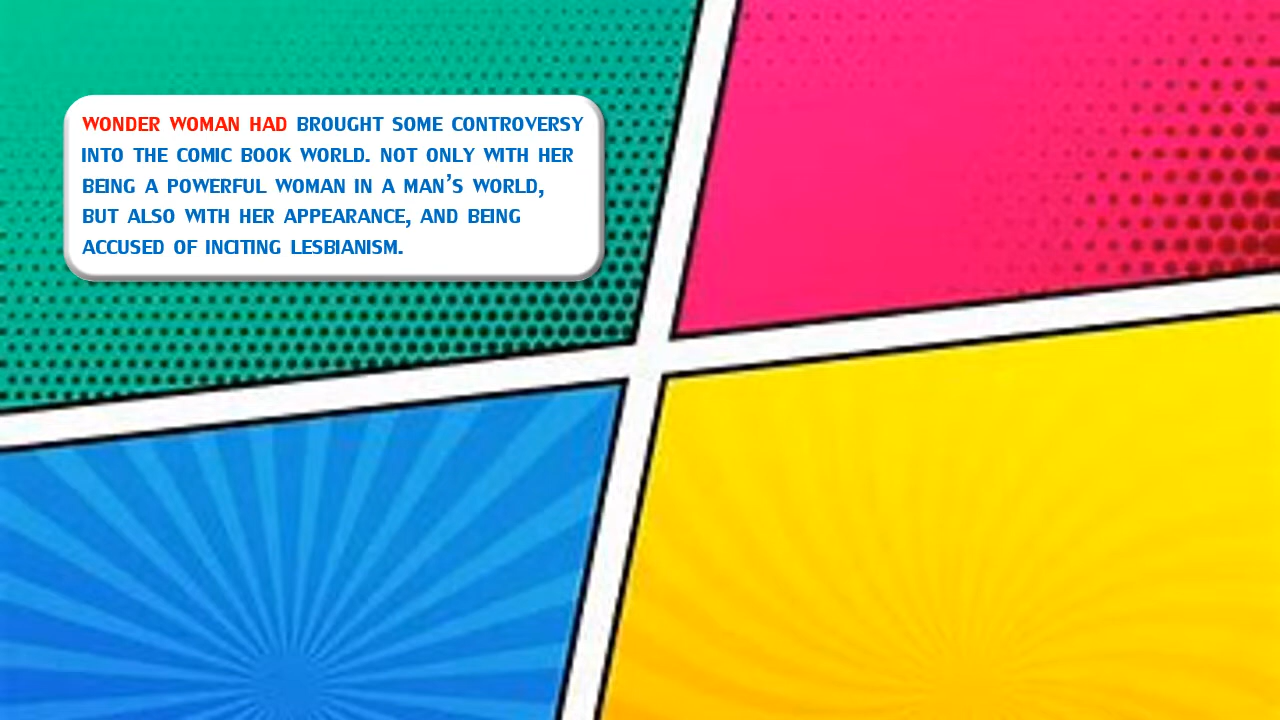 WONDER WOMAN HAD BROUGHT SOME CONTROVERSY
INTO THE COMIC BOOK WORLD. NOT ONLY WITH HER
BEING A POWERFUL WOMAN IN A MAN'S WORLD,
BUT ALSO WITH HER APPEARANCE, AND BEING
ACCUSED OF INCITING LESBIANISM.